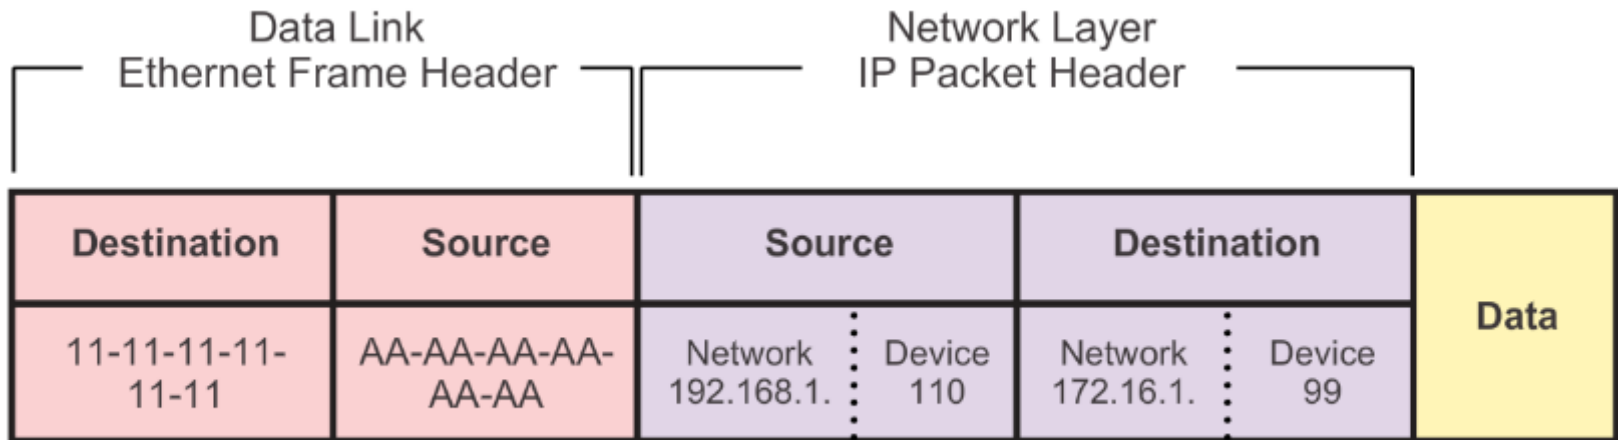 Data Link
Ethernet Frame Header
Network Layer
IP Packet Header
Destination
Source
Source
Destination
Data
11-11-11-11-
11-11
AA-AA-AA-AA-
AA-AA
Network
192.168.1.
Device
110
Network
172.16.1.
Device
99